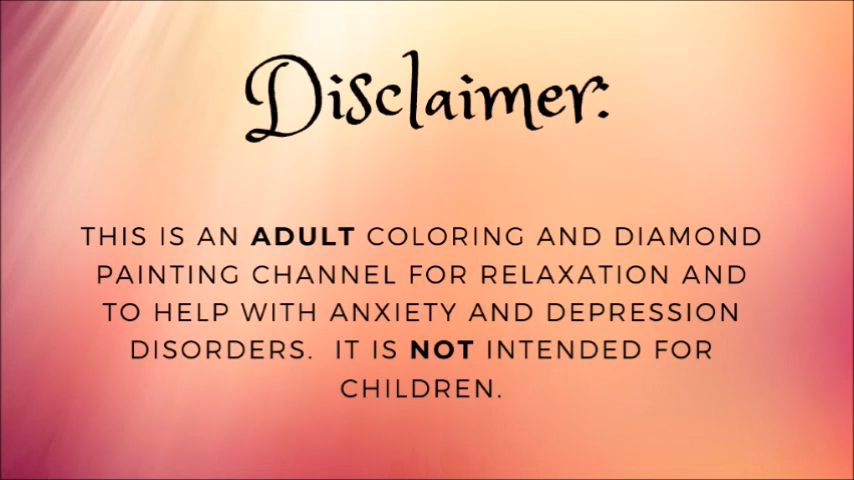 Disclaimer:
THIS IS AN ADULT COLORING AND DIAMOND
PAINTING CHANNEL FOR RELAXATION AND
TO HELP WITH ANXIETY AND DEPRESSION
DISORDERS.  IT IS NOT INTENDED FOR
CHILDREN.